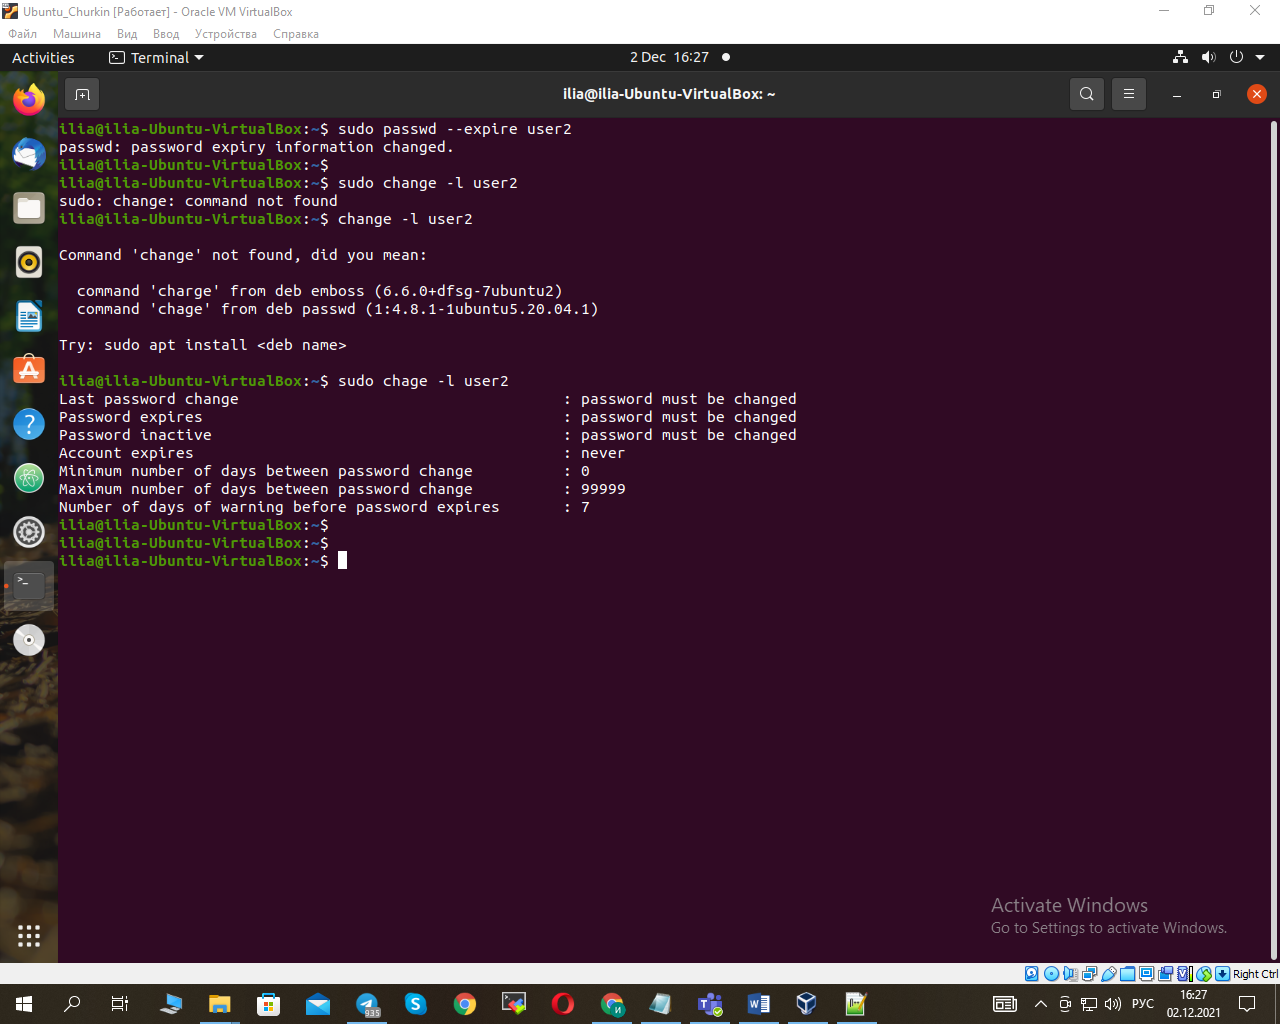 Ubuntu_Churkin [Работает] - Oracle VM VirtualBox
Файл Машина Вид Ввод Устройства Справка
Activities Terminal 2 Dec 16:27
ilia@ilia-Ubuntu-VirtualBox: ~
ilia@ilia-Ubuntu-VirtualBox:~$ sudo passwd --expire user2
passwd: password expiry information changed.
ilia@ilia-Ubuntu-VirtualBox:~$
ilia@ilia-Ubuntu-VirtualBox:~$ sudo change -l user2
sudo: change: command not found
ilia@ilia-Ubuntu-VirtualBox:~$ change -l user2
Command 'change' not found, did you mean:
command 'charge' from deb emboss (6.6.0+dfsg-7ubuntu2)
command 'chage' from deb passwd (1:4.8.1-1ubuntu5.20.04.1)
Try: sudo apt install <deb name>
ilia@ilia-Ubuntu-VirtualBox:~$ sudo chage -l user2
Last password change : password must be changed
Password expires : password must be changed
Password inactive : password must be changed
Account expires : never
Minimum number of days between password change : 0
Maximum number of days between password change : 99999
Number of days of warning before password expires : 7
ilia@ilia-Ubuntu-VirtualBox:~$
ilia@ilia-Ubuntu-VirtualBox:~$
ilia@ilia-Ubuntu-VirtualBox:~$
Activate Windows
Go to Settings to activate Windows.
Right Ctrl
935
РУС
16:27
02.12.2021